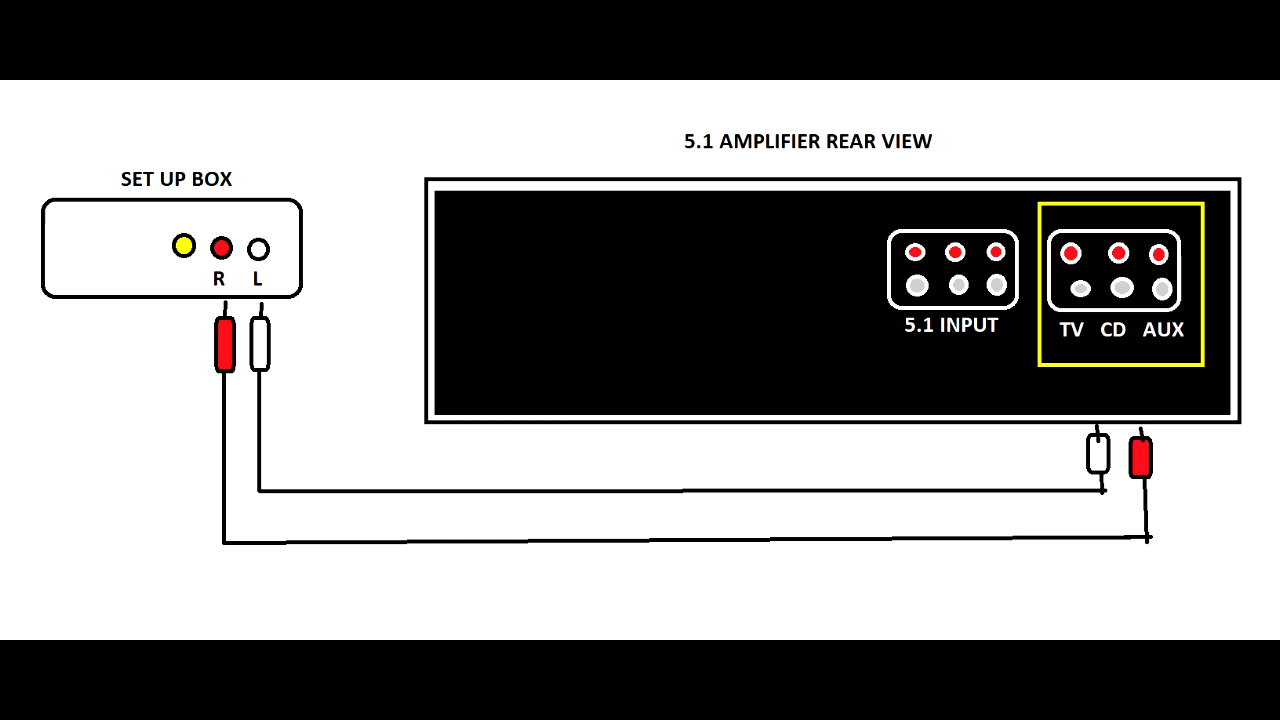 5.1 AMPLIFIER REAR VIEW
SET UP BOX
R L
5.1 INPUT
TV CD AUX